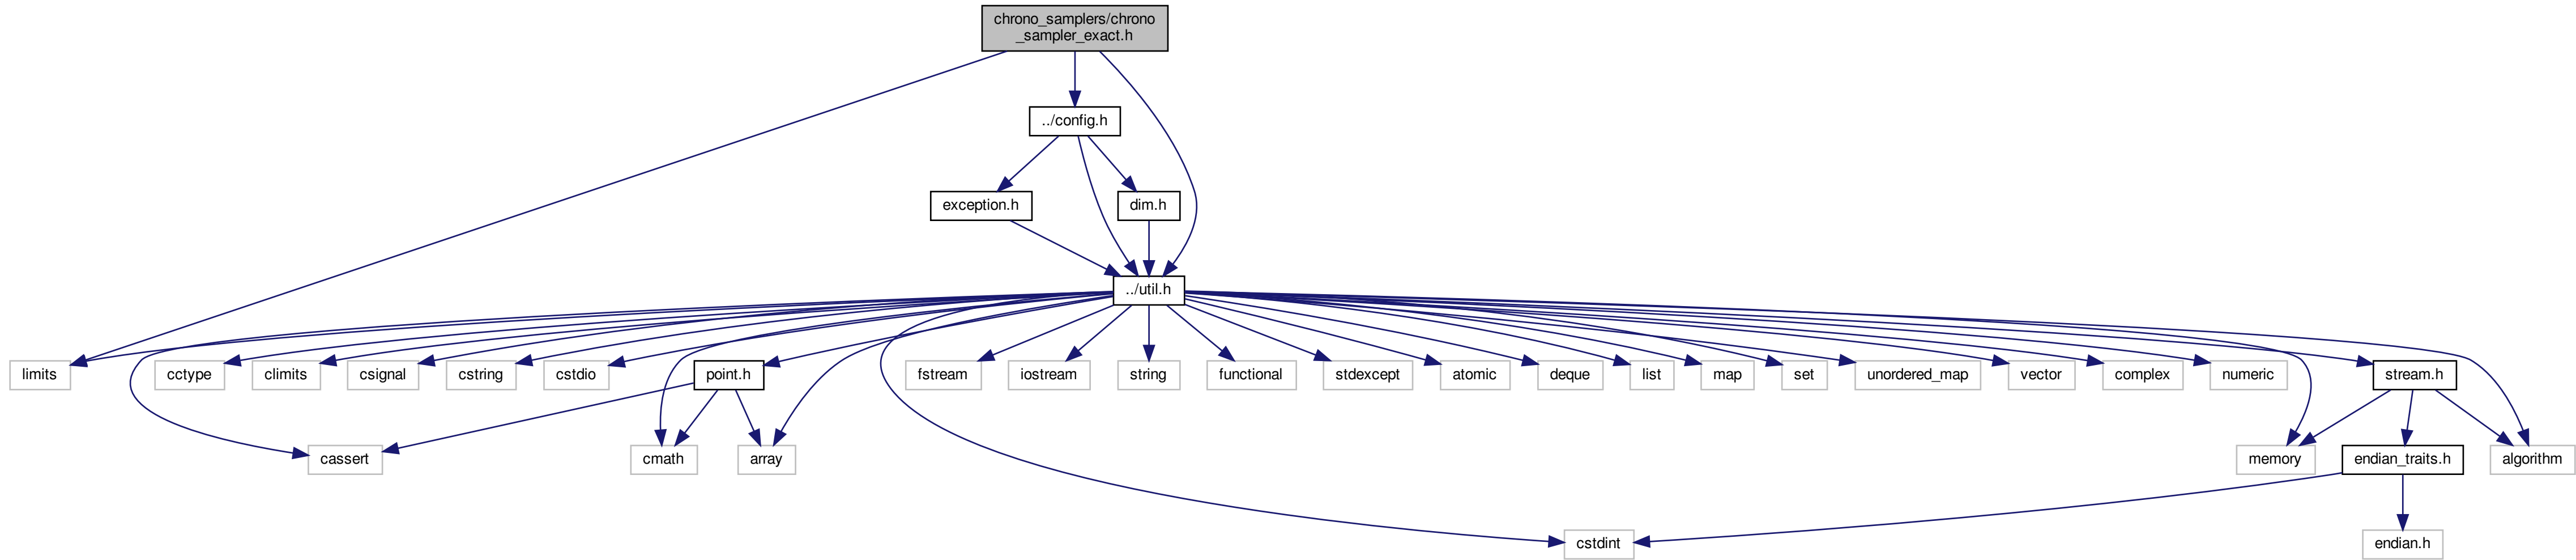 chrono_samplers/chrono
_sampler_exact.h
../config.h
exception.h
dim.h
../util.h
limits
cctype
climits
csignal
cstring
cstdio
point.h
fstream
iostream
string
functional
stdexcept
atomic
deque
list
map
set
unordered_map
vector
complex
numeric
stream.h
cassert
cmath
array
memory
endian_traits.h
algorithm
cstdint
endian.h